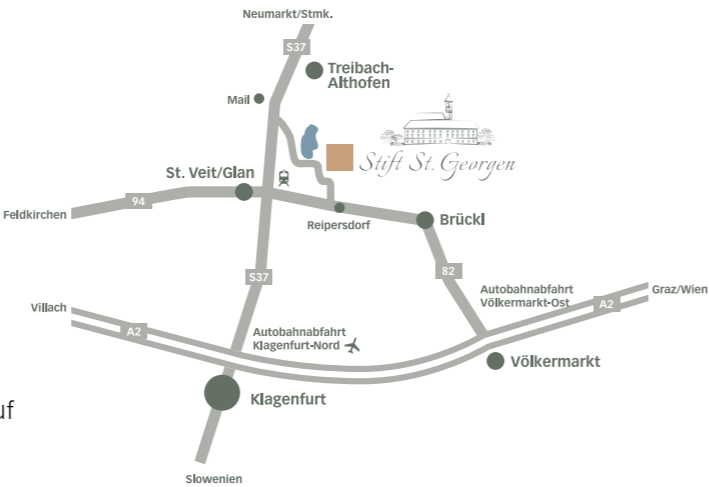 Neumarkt/Stmk.
S37
Treibach-
Althofen
Mail
Stift St. Georgen
St. Veit/Glan
94
Feldkirchen
Reipersdorf
Brückl
S37
82
Autobahnabfahrt
Völkermarkt-Ost
Graz/Wien
A2
Villach
A2
Autobahnabfahrt
Klagenfurt-Nord
Völkermarkt
Klagenfurt
uf
Slowenien